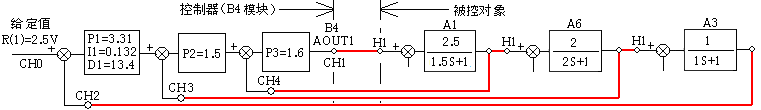 控制器(B4模块)
被控对象
给定值
R(1)=2.5V
CH0
P1=3.31
I1=0.132
D1=13.4
P2=1.5
P3=1.6
B4
AOUT1
CH1
H1
A1
2.5
1.5S+1
H1
A6
2
2S+1
H1
A3
1
1S+1
CH4
CH3
CH2
+
+
+
+
+